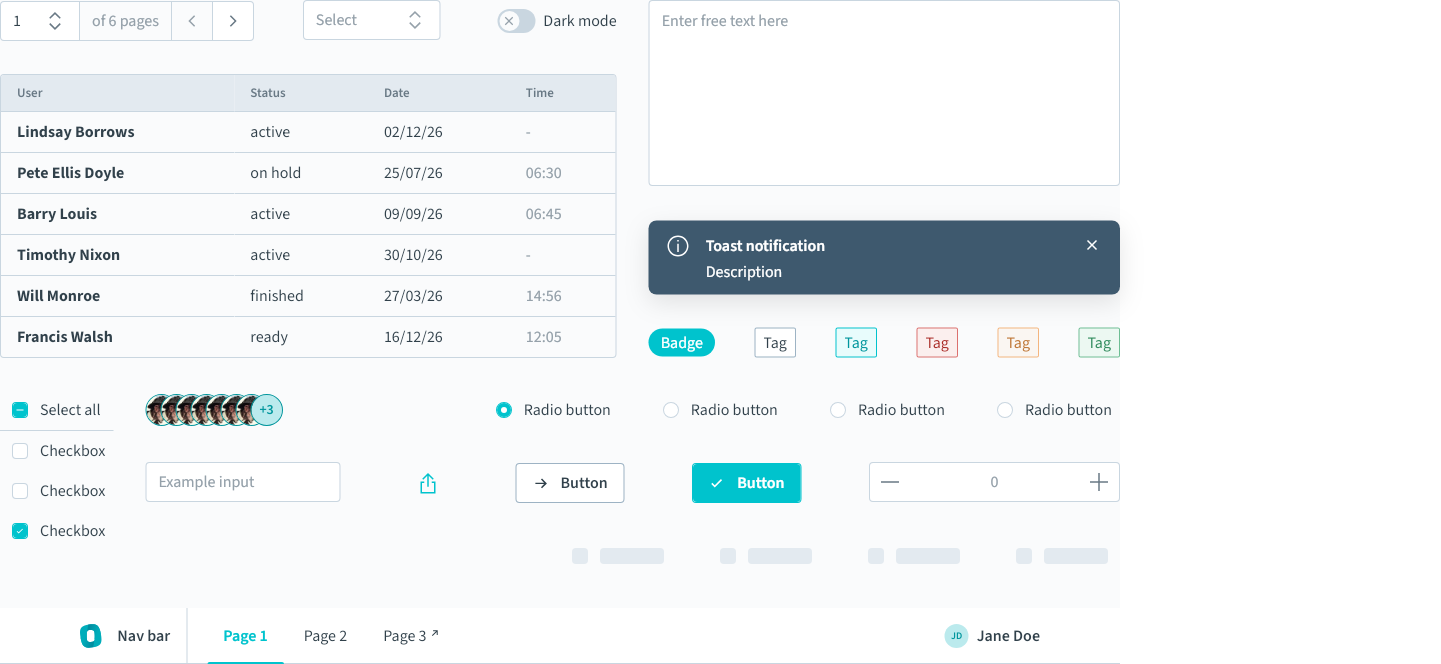 1 of 6 pages Select Dark mode Enter free text here
User Status Date Time
Lindsay Borrows active 02/12/26 -
Pete Ellis Doyle on hold 25/07/26 06:30
Barry Louis active 09/09/26 06:45
Timothy Nixon active 30/10/26 -
Will Monroe finished 27/03/26 14:56
Francis Walsh ready 16/12/26 12:05
Toast notification
Description
Badge Tag Tag Tag Tag Tag
Select all +3 Radio button Radio button Radio button Radio button
Checkbox
Example input Button Button 0
Checkbox
Checkbox
Nav bar Page 1 Page 2 Page 3 JD Jane Doe